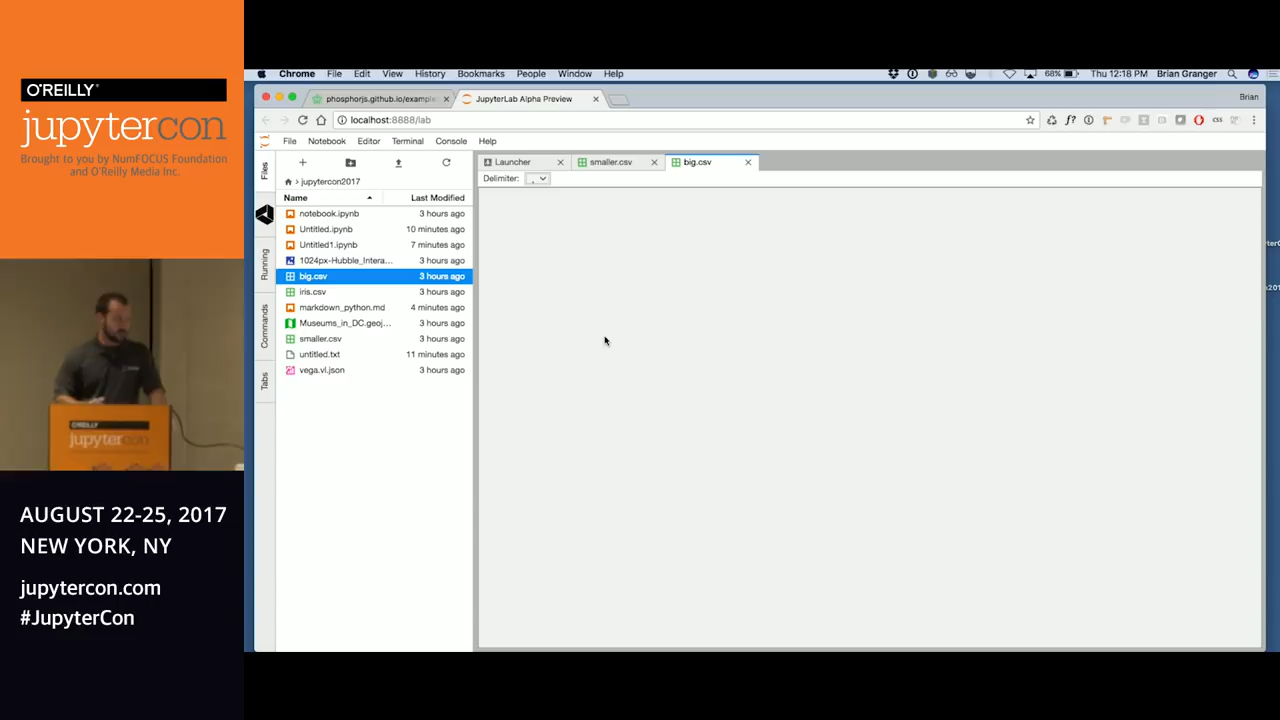 O'REILLY®
jupytercon
Brought to you by NumFOCUS Foundation
and O'Reilly Media Inc.
O'REILLY
jupytercon
AUGUST 22-25, 2017
NEW YORK, NY
jupytercon.com
#JupyterCon
Chrome File Edit View History Bookmarks People Window Help 68% Thu 12:18 PM Brian Granger
phosphorjs.github.io/example JupyterLab Alpha Preview Brian
localhost:8888/lab
File Notebook Editor Terminal Console Help
Files
Running
Commands
Tabs
jupytercon2017
Name Last Modified
notebook.ipynb 3 hours ago
Untitled.ipynb 10 minutes ago
Untitled1.ipynb 7 minutes ago
1024px-Hubble_Intera... 3 hours ago
big.csv 3 hours ago
iris.csv 3 hours ago
markdown_python.md 4 minutes ago
Museums_in_DC.geoj... 3 hours ago
smaller.csv 3 hours ago
untitled.txt 11 minutes ago
vega.vl.json 3 hours ago
Launcher smaller.csv big.csv
Delimiter: ,